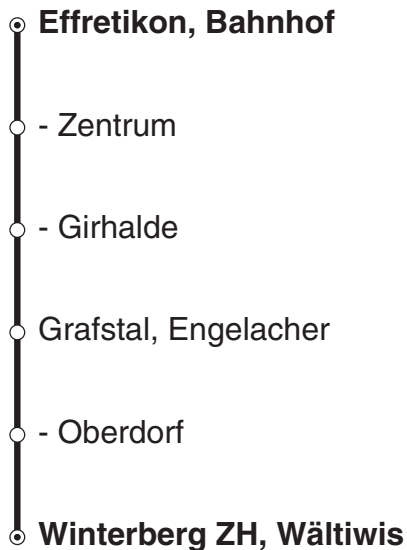 Effretikon, Bahnhof
- Zentrum
- Girhalde
Grafstal, Engelacher
- Oberdorf
Winterberg ZH, Wältiwis